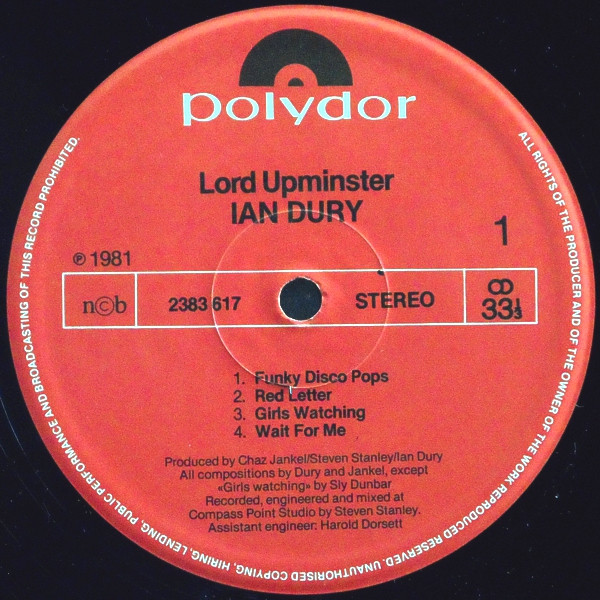 polydor
Lord Upminster
IAN DURY
1
℗ 1981
n©b
2383 617
STEREO
33⅓
1. Funky Disco Pops
2. Red Letter
3. Girls Watching
4. Wait For Me
Produced by Chaz Jankel/Steven Stanley/Ian Dury
All compositions by Dury and Jankel, except
«Girls watching» by Sly Dunbar
Recorded, engineered and mixed at
Compass Point Studio by Steven Stanley.
Assistant engineer: Harold Dorsett
ALL RIGHTS OF THE PRODUCER AND OF THE OWNER OF THE WORK REPRODUCED RESERVED. UNAUTHORISED COPYING, HIRING, LENDING, PUBLIC PERFORMANCE AND BROADCASTING OF THIS RECORD PROHIBITED.